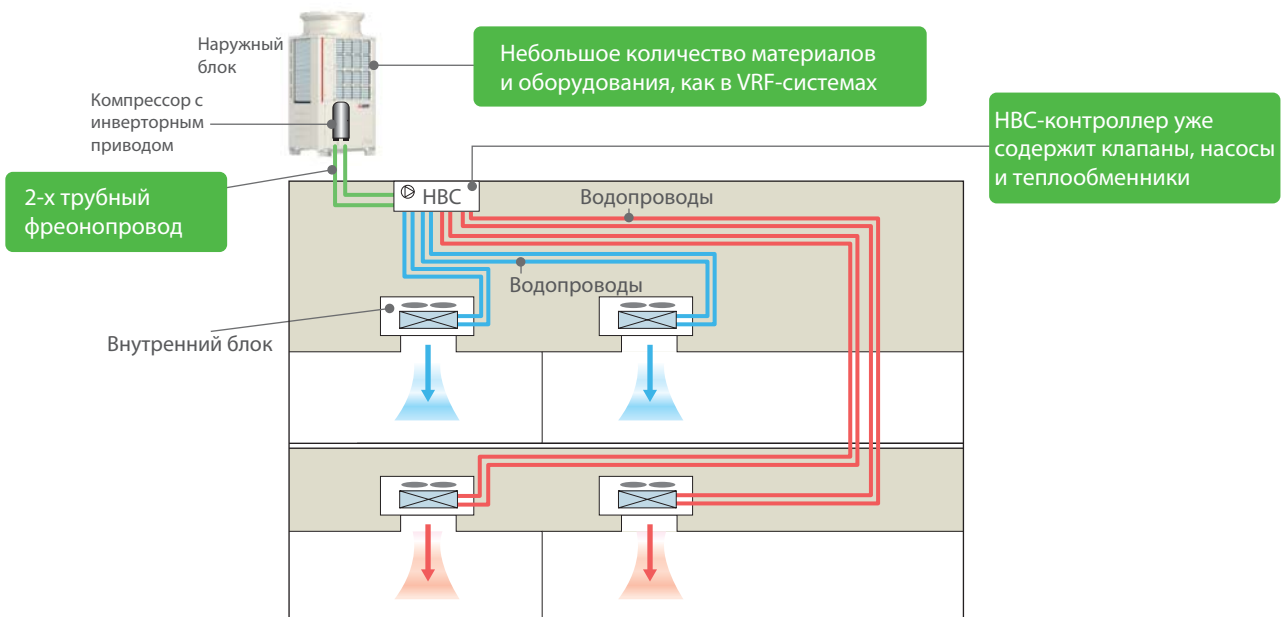 Наружный
блок
Небольшое количество материалов
и оборудования, как в VRF-системах
Компрессор с
инверторным
приводом
HBC-контроллер уже
содержит клапаны, насосы
и теплообменники
2-х трубный
фреонопровод
HBC
Водопроводы
Водопроводы
Внутренний блок